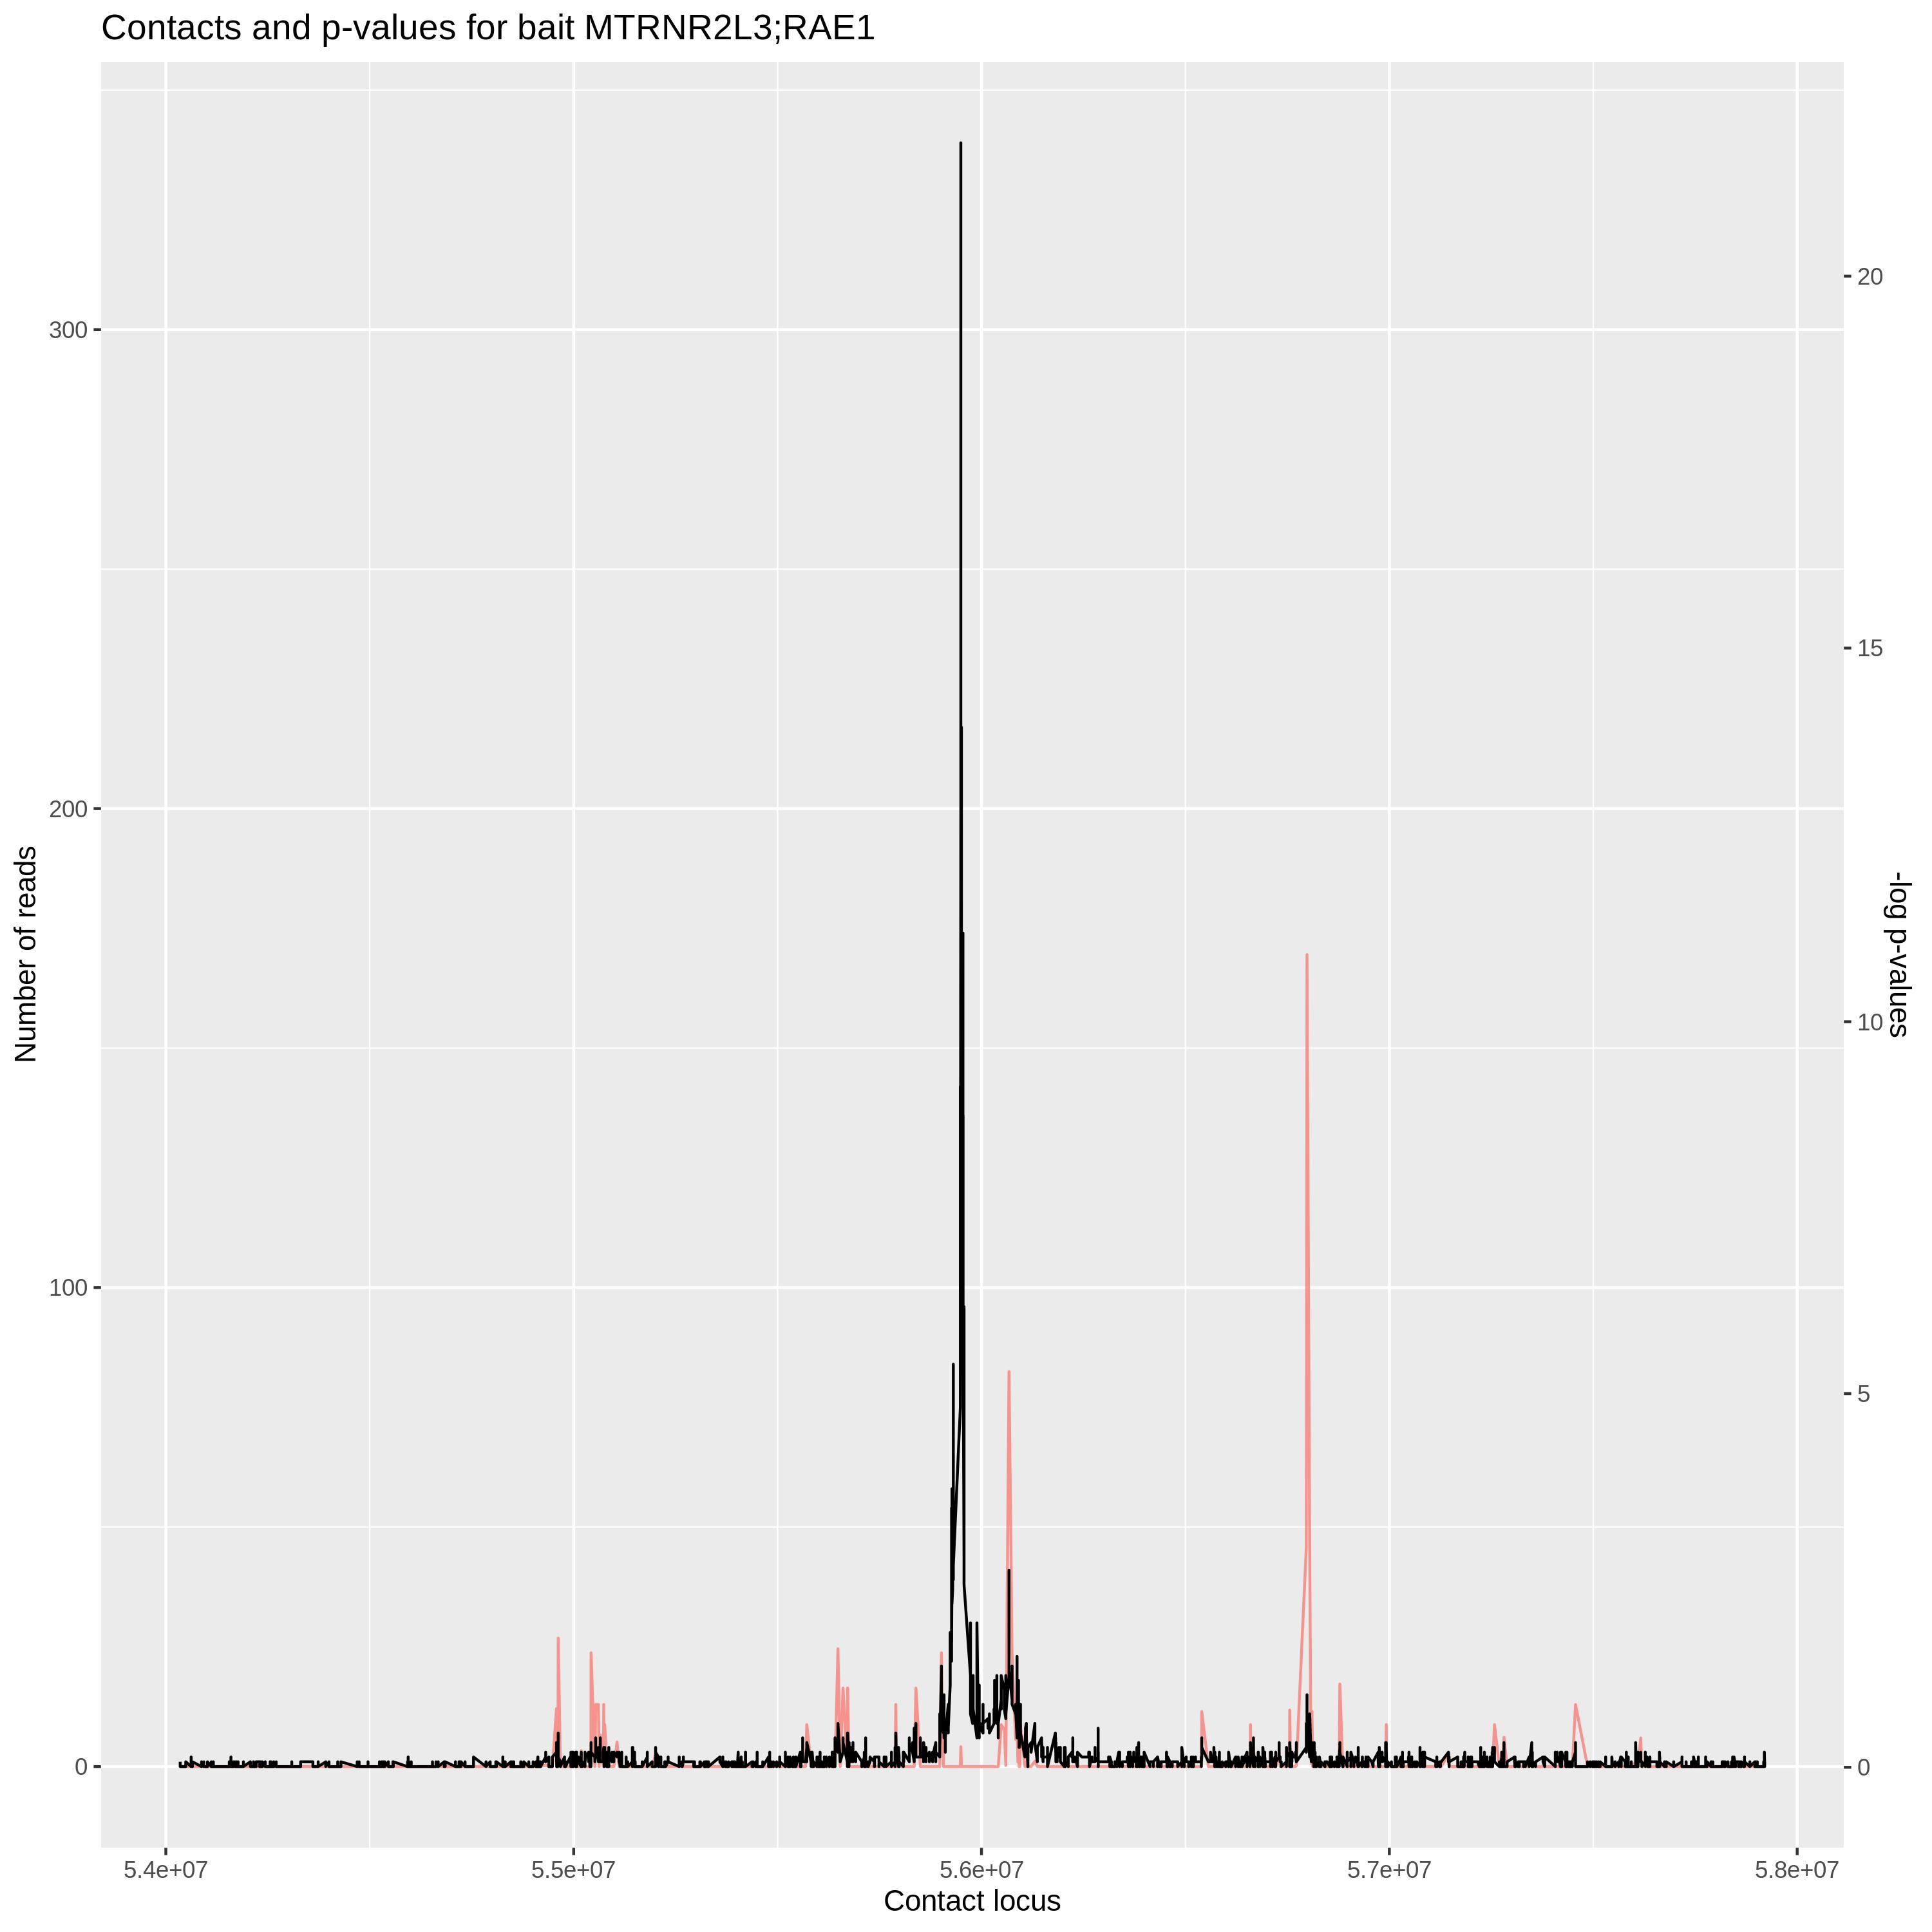 Contacts and p-values for bait MTRNR2L3;RAE1
Number of reads
300
200
100
0
20
15
10
5
0
-log p-values
5.4e+07 5.5e+07 5.6e+07 5.7e+07 5.8e+07
Contact locus